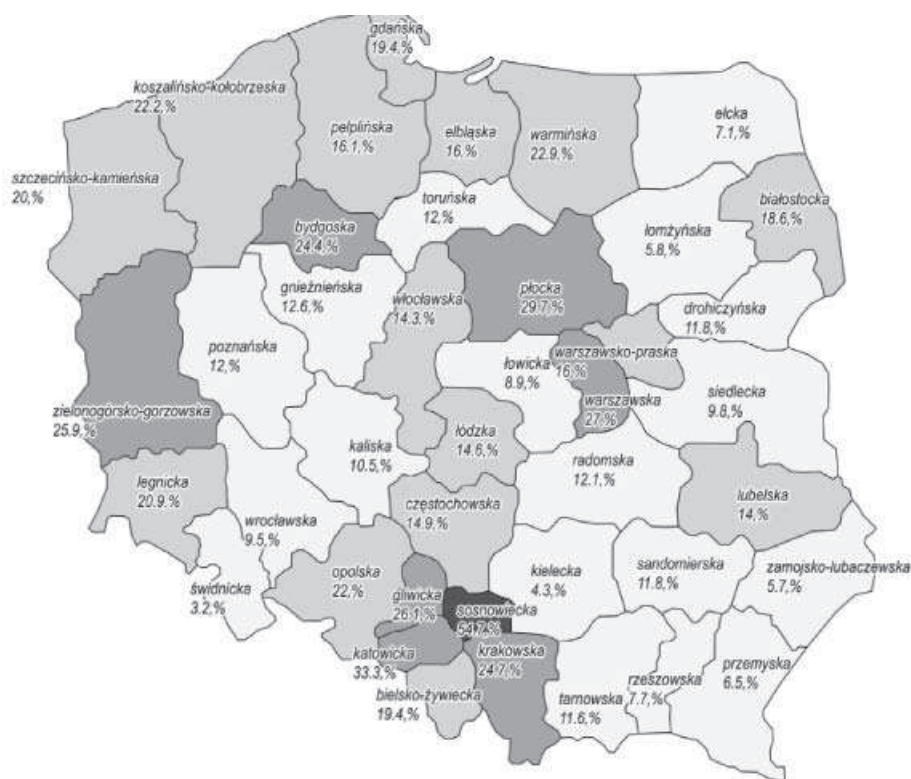 gdańska
19.4,%
koszalińsko-kołobrzeska
22.2,%
pelplińska
16.1,%
elbląska
16.%
warmińska
22.9.%
ełcka
7.1,%
szczecińsko-kamieńska
20,%
bydgoska
24.4,%
toruńska
12,%
łomżyńska
5.8,%
białostocka
18.6,%
gnieźnieńska
12.6,%
włocławska
14.3.%
płocka
29.7,%
drohiczyńska
11.8,%
poznańska
12,%
łowicka
8.9,%
warszawsko-praska
16,%
warszawska
27,%
siedlecka
9.8,%
zielonogórsko-gorzowska
25.9,%
kaliska
10.5,%
łódzka
14.6,%
radomska
12.1,%
lubelska
14,%
legnicka
20.9.%
wrocławska
9.5,%
częstochowska
14.9,%
świdnicka
3.2,%
opolska
22,%
gliwicka
26.1,%
sosnowiecka
54.7,%
kielecka
4.3,%
sandomierska
11.8,%
zamojsko-lubaczewska
5.7,%
katowicka
33.3,%
krakowska
24.7,%
bielsko-żywiecka
19.4,%
tarnowska
11.6,%
rzeszowska
7.7,%
przemyska
6.5,%